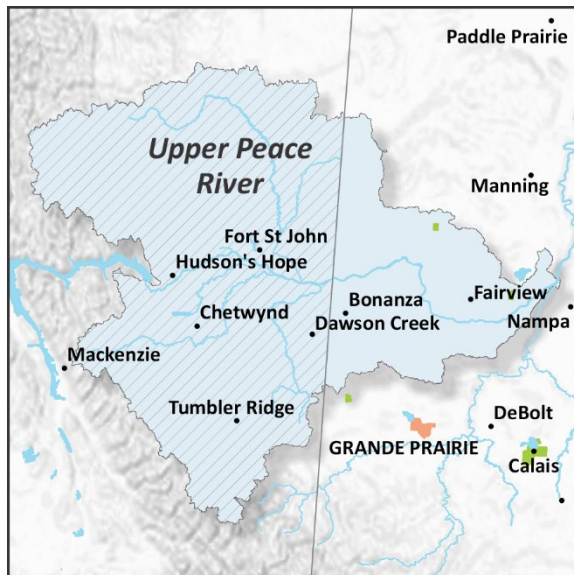 Paddle Prairie
Upper Peace
River
Manning
Fort St John
Hudson's Hope
Bonanza
Fairview
Chetwynd
Dawson Creek
Nampa
Mackenzie
Tumbler Ridge
DeBolt
GRANDE PRAIRIE
Calais